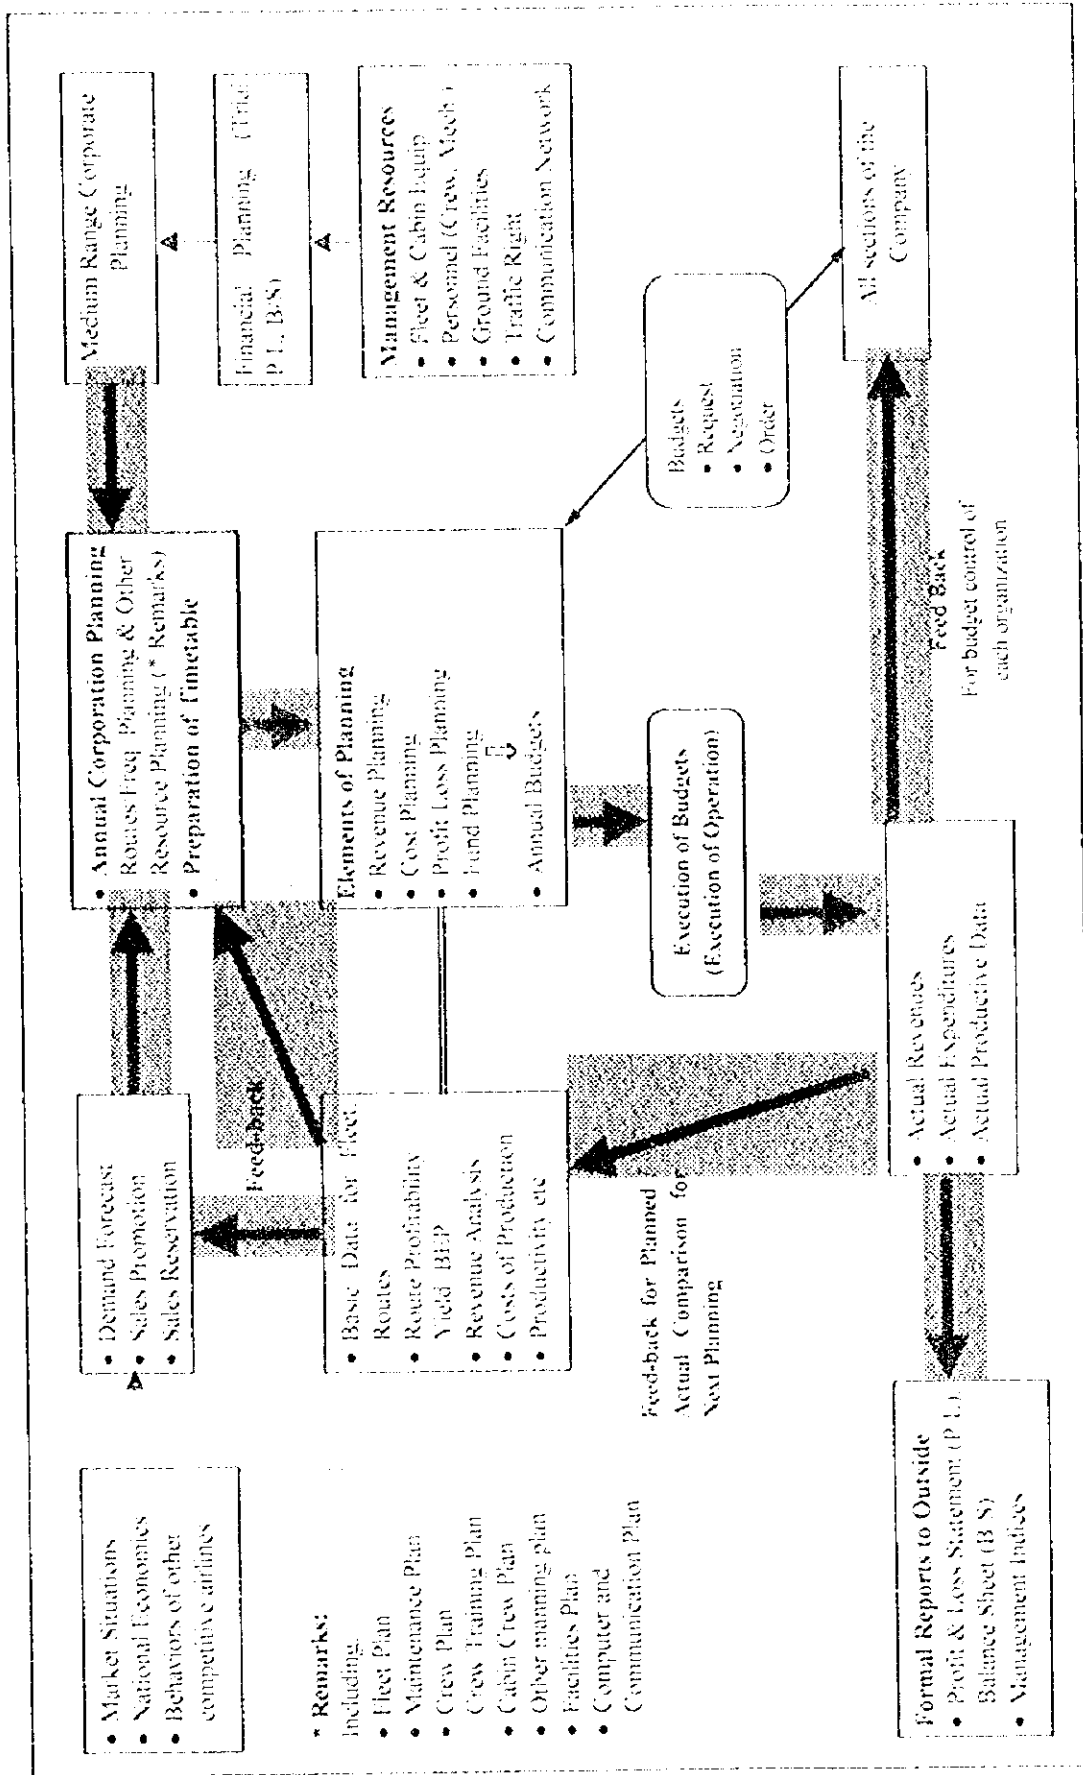 • Market Situations
• National Economies
• Behaviors of other
competitive airlines
• Demand Forecast
• Sales Promotion
• Sales Reservation
• Annual Corporation Planning
Routes Freq. Planning & Other
Resource Planning (* Remarks)
• Preparation of Timetable
Medium Range Corporate
Planning
Financial Planning (Trial
P.L., B/S)
Management Resources
• Fleet & Cabin Equip
• Personnel (Crew, Mech.)
• Ground Facilities
• Traffic Right
• Communication Network
Feed-back
* Remarks:
Including,
• Fleet Plan
• Maintenance Plan
• Crew Plan
Crew Training Plan
• Cabin Crew Plan
• Other manning plan
• Facilities Plan
• Computer and
Communication Plan
• Basic Data for Fleet,
Routes
• Route Profitability
Yield BEP
• Revenue Analysis
• Costs of Production
• Productivity etc
Elements of Planning
• Revenue Planning
• Cost Planning
• Profit Loss Planning
• Fund Planning
• Annual Budgets
Budgets
• Request
• Negotiation
• Order
Execution of Budgets
(Execution of Operation)
Feed-back for Planned /
Actual Comparison for
Next Planning
All sections of the
Company
Feed Back
For budget control of
each organization
• Actual Revenues
• Actual Expenditures
• Actual Productive Data
Formal Reports to Outside
• Profit & Loss Statement (P.L.),
Balance Sheet (B/S)
• Management Indices